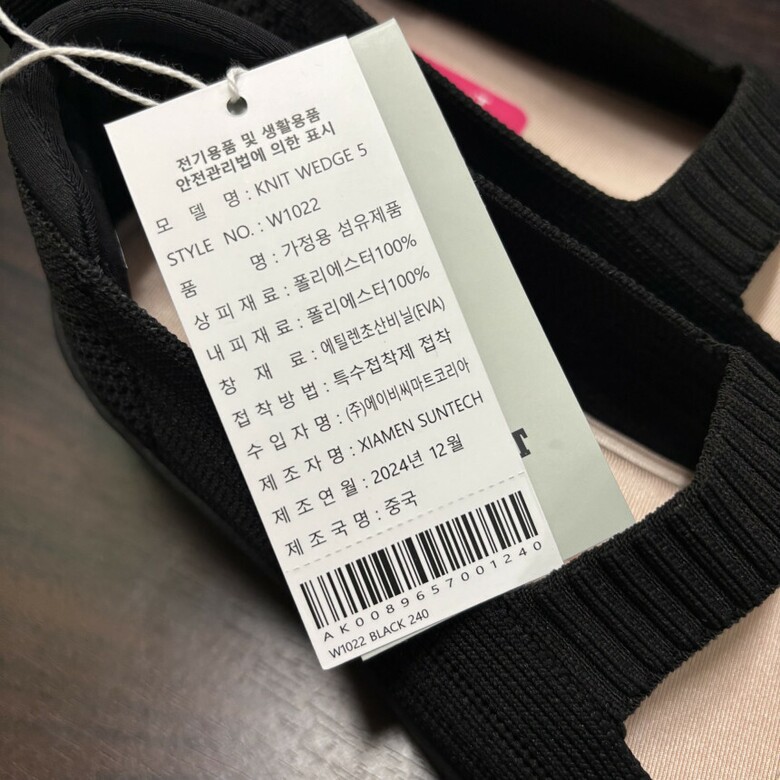 전기용품 및 생활용품
안전관리법에 의한 표시
모 델 명 : KNIT WEDGE 5
STYLE NO. : W1022
품 명 : 가정용 섬유제품
상 피 재 료 : 폴리에스터100%
내 피 재 료 : 폴리에스터100%
창 재 료 : 에틸렌초산비닐(EVA)
접 착 방 법 : 특수접착제 접착
수 입 자 명 : (주)에이비씨마트코리아
제 조 자 명 : XIAMEN SUNTECH
제 조 연 월 : 2024년 12월
제 조 국 명 : 중국
AK0089657001240
W1022 BLACK 240